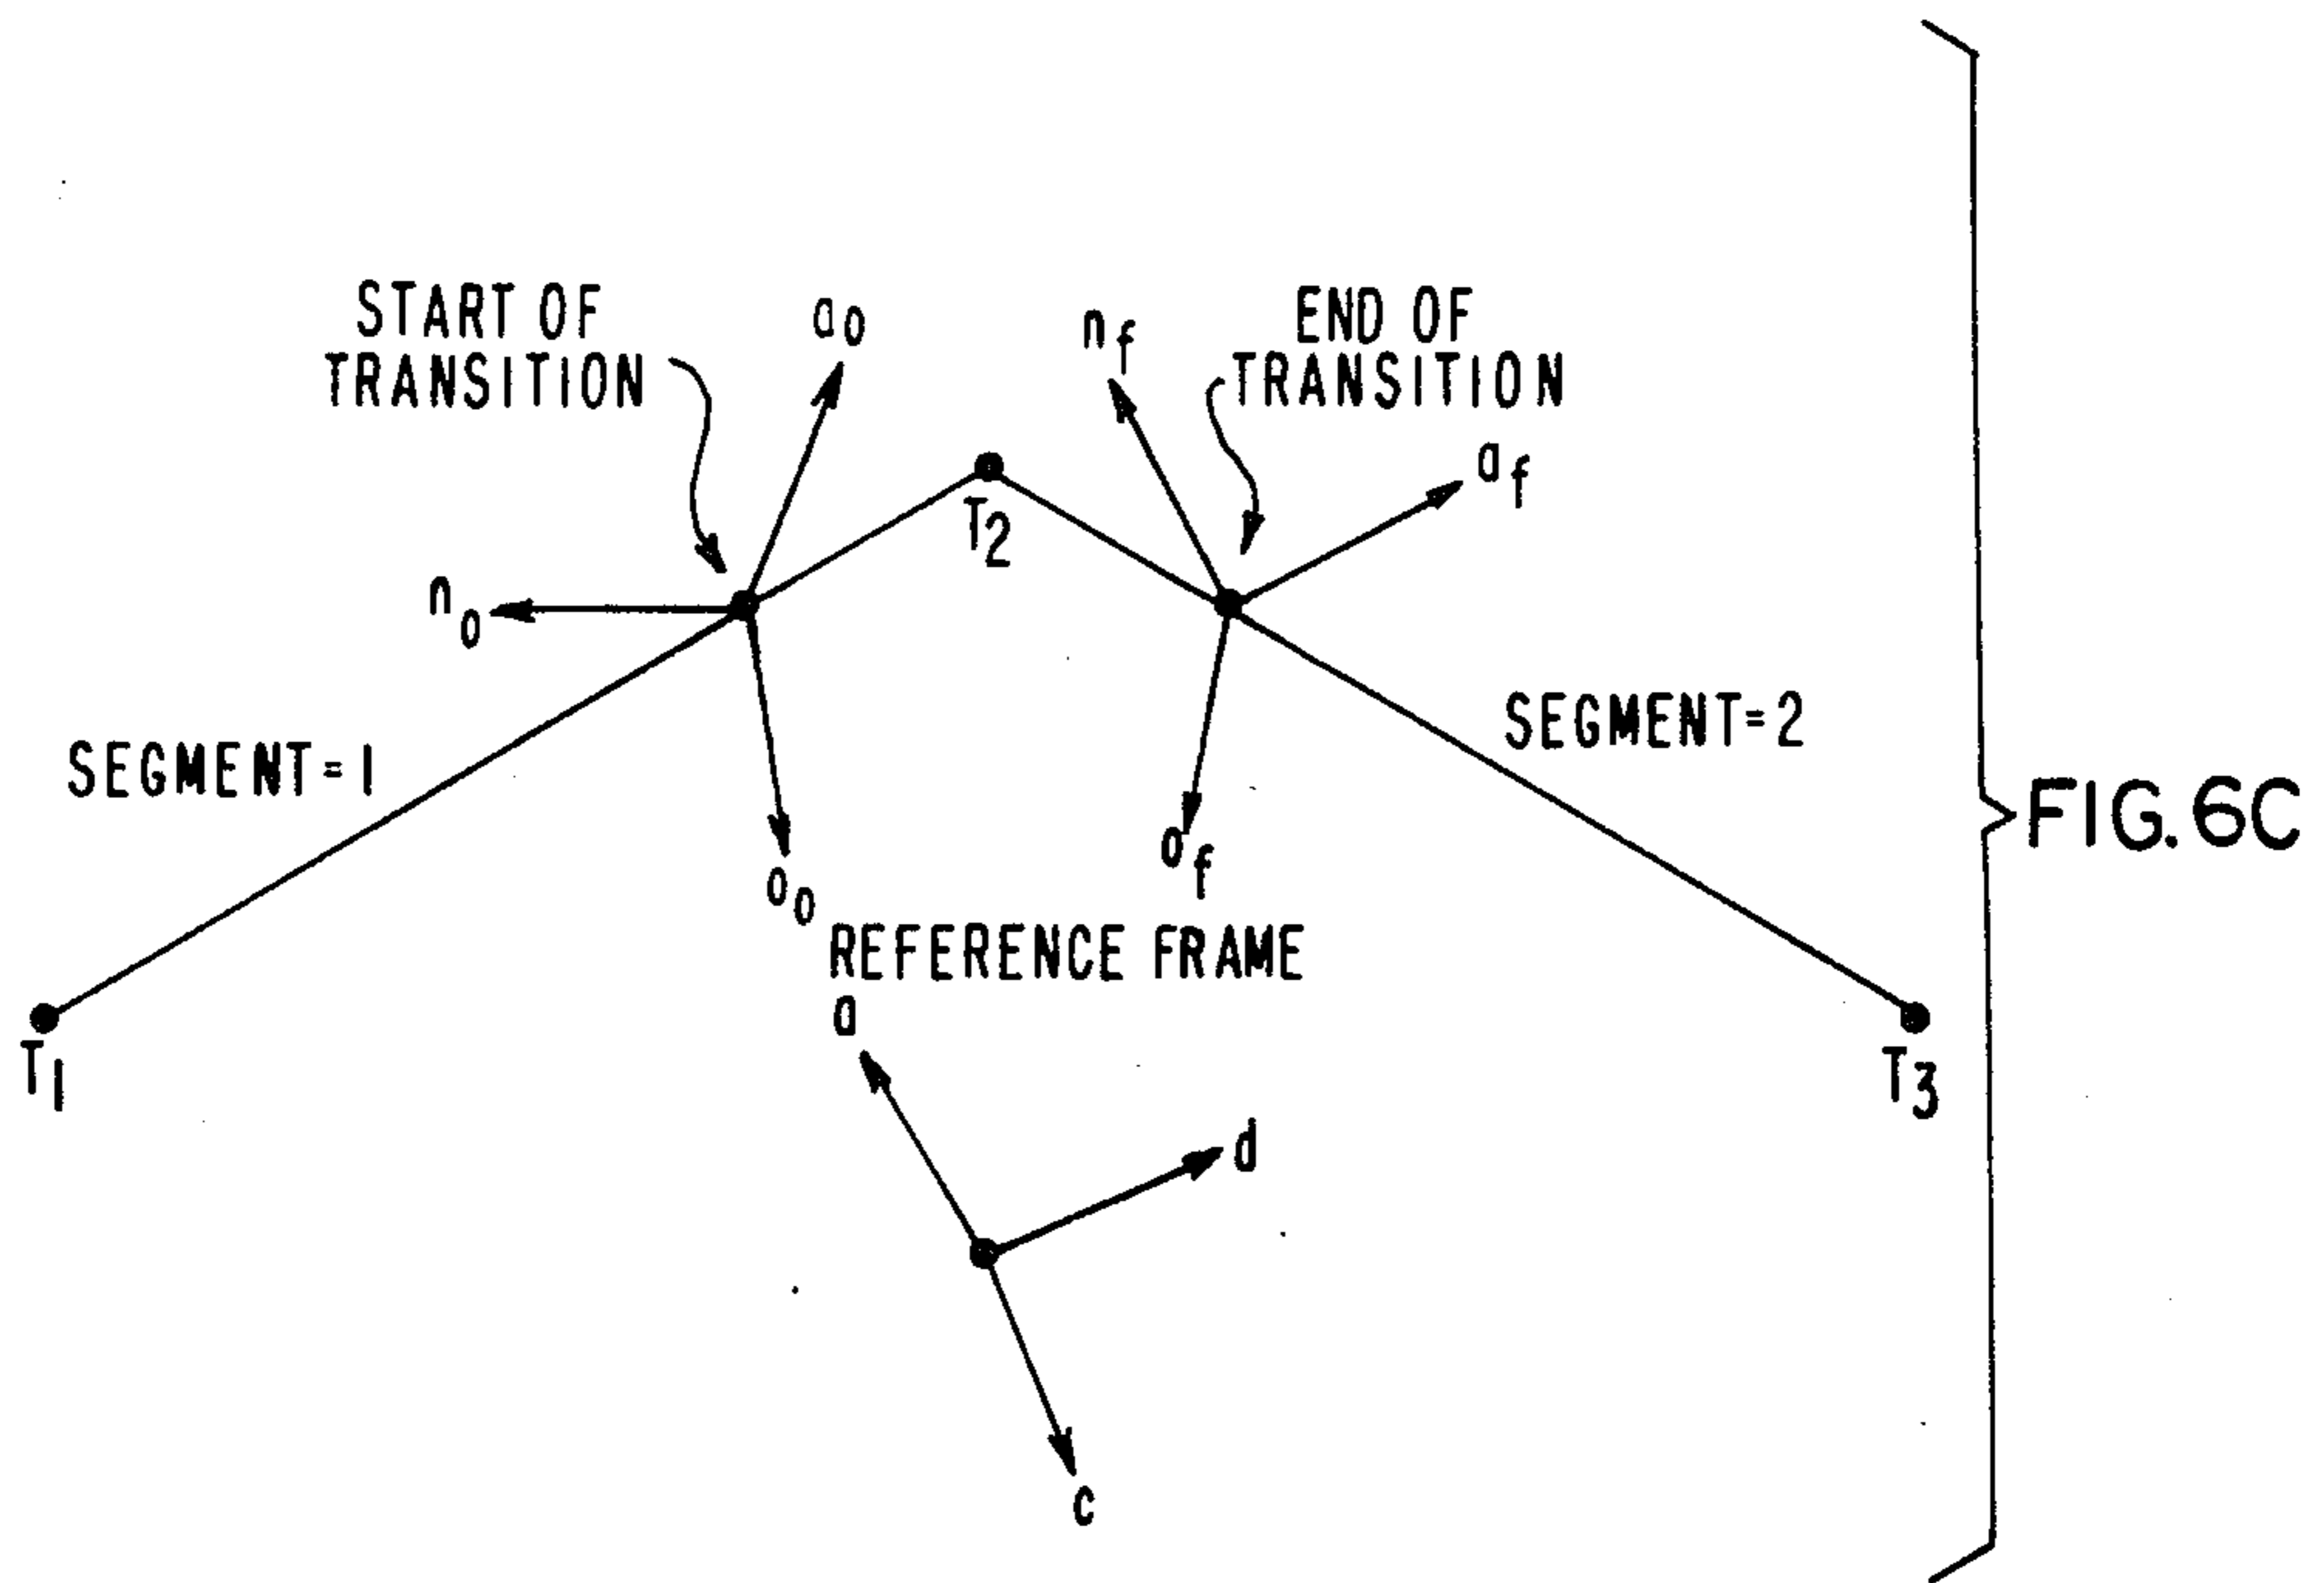 START OF
TRANSITION
a0
nf
END OF
TRANSITION
af
T2
n0
SEGMENT=1
SEGMENT=2
o0
of
REFERENCE FRAME
a
d
c
T1
T3
FIG.6C